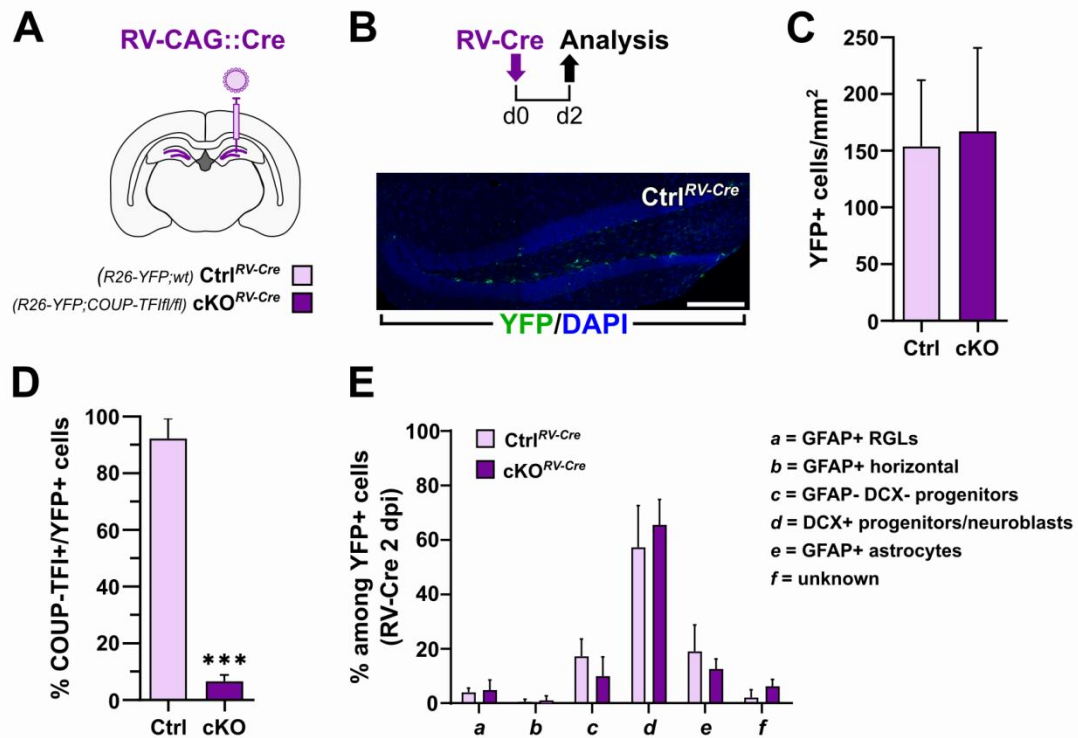 A
RV-CAG::Cre
(R26-YFP;wt) Ctrl^RV-Cre
(R26-YFP;COUP-TFIfl/fl) cKO^RV-Cre
B
RV-Cre Analysis
d0 d2
Ctrl^RV-Cre
YFP/DAPI
C
YFP+ cells/mm²
250
200
150
100
50
0
Ctrl cKO
D
% COUP-TFI+/YFP+ cells
100
80
60
40
20
0
***
Ctrl cKO
E
% among YFP+ cells
(RV-Cre 2 dpi)
100
80
60
40
20
0
Ctrl^RV-Cre
cKO^RV-Cre
a b c d e f
a = GFAP+ RGLs
b = GFAP+ horizontal
c = GFAP- DCX- progenitors
d = DCX+ progenitors/neuroblasts
e = GFAP+ astrocytes
f = unknown